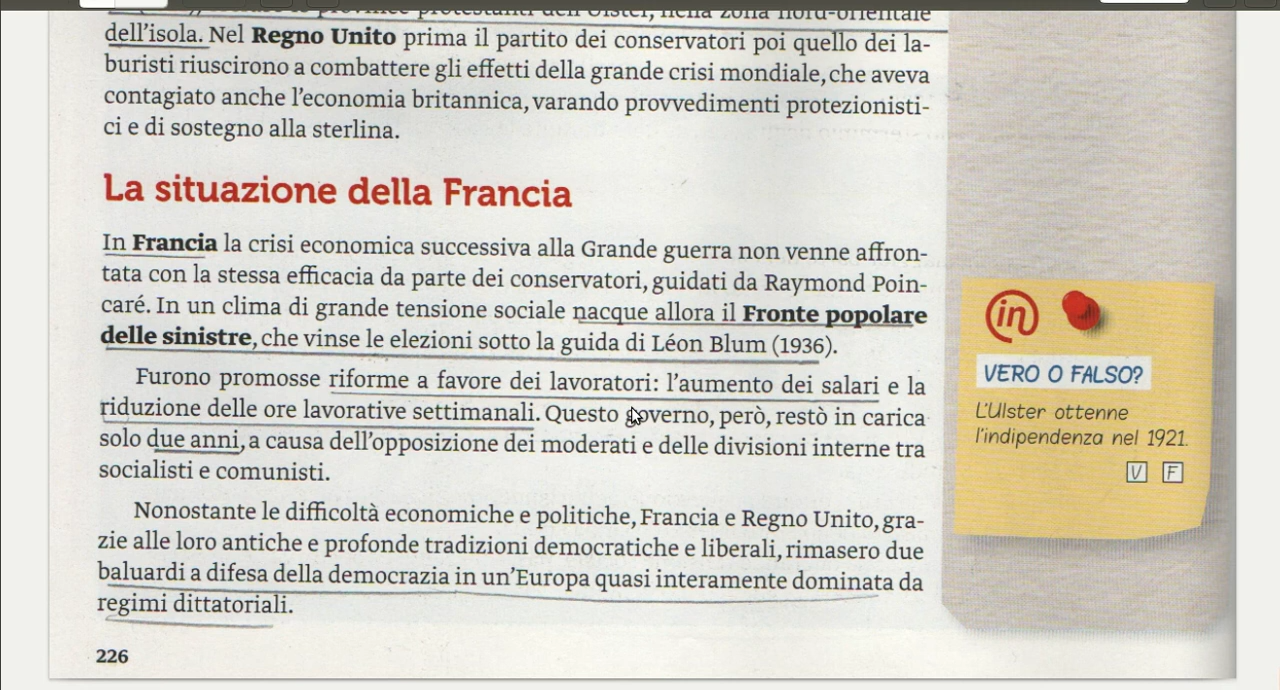 province protestanti dell'Ulster, nella zona nord-orientale
dell'isola. Nel Regno Unito prima il partito dei conservatori poi quello dei la-
buristi riuscirono a combattere gli effetti della grande crisi mondiale, che aveva
contagiato anche l'economia britannica, varando provvedimenti protezionisti-
ci e di sostegno alla sterlina.
La situazione della Francia
In Francia la crisi economica successiva alla Grande guerra non venne affron-
tata con la stessa efficacia da parte dei conservatori, guidati da Raymond Poin-
caré. In un clima di grande tensione sociale nacque allora il Fronte popolare
delle sinistre, che vinse le elezioni sotto la guida di Léon Blum (1936).
Furono promosse riforme a favore dei lavoratori: l'aumento dei salari e la
riduzione delle ore lavorative settimanali. Questo governo, però, restò in carica
solo due anni, a causa dell'opposizione dei moderati e delle divisioni interne tra
socialisti e comunisti.
Nonostante le difficoltà economiche e politiche, Francia e Regno Unito, gra-
zie alle loro antiche e profonde tradizioni democratiche e liberali, rimasero due
baluardi a difesa della democrazia in un'Europa quasi interamente dominata da
regimi dittatoriali.
226
in
VERO O FALSO?
L'Ulster ottenne
l'indipendenza nel 1921.
V F